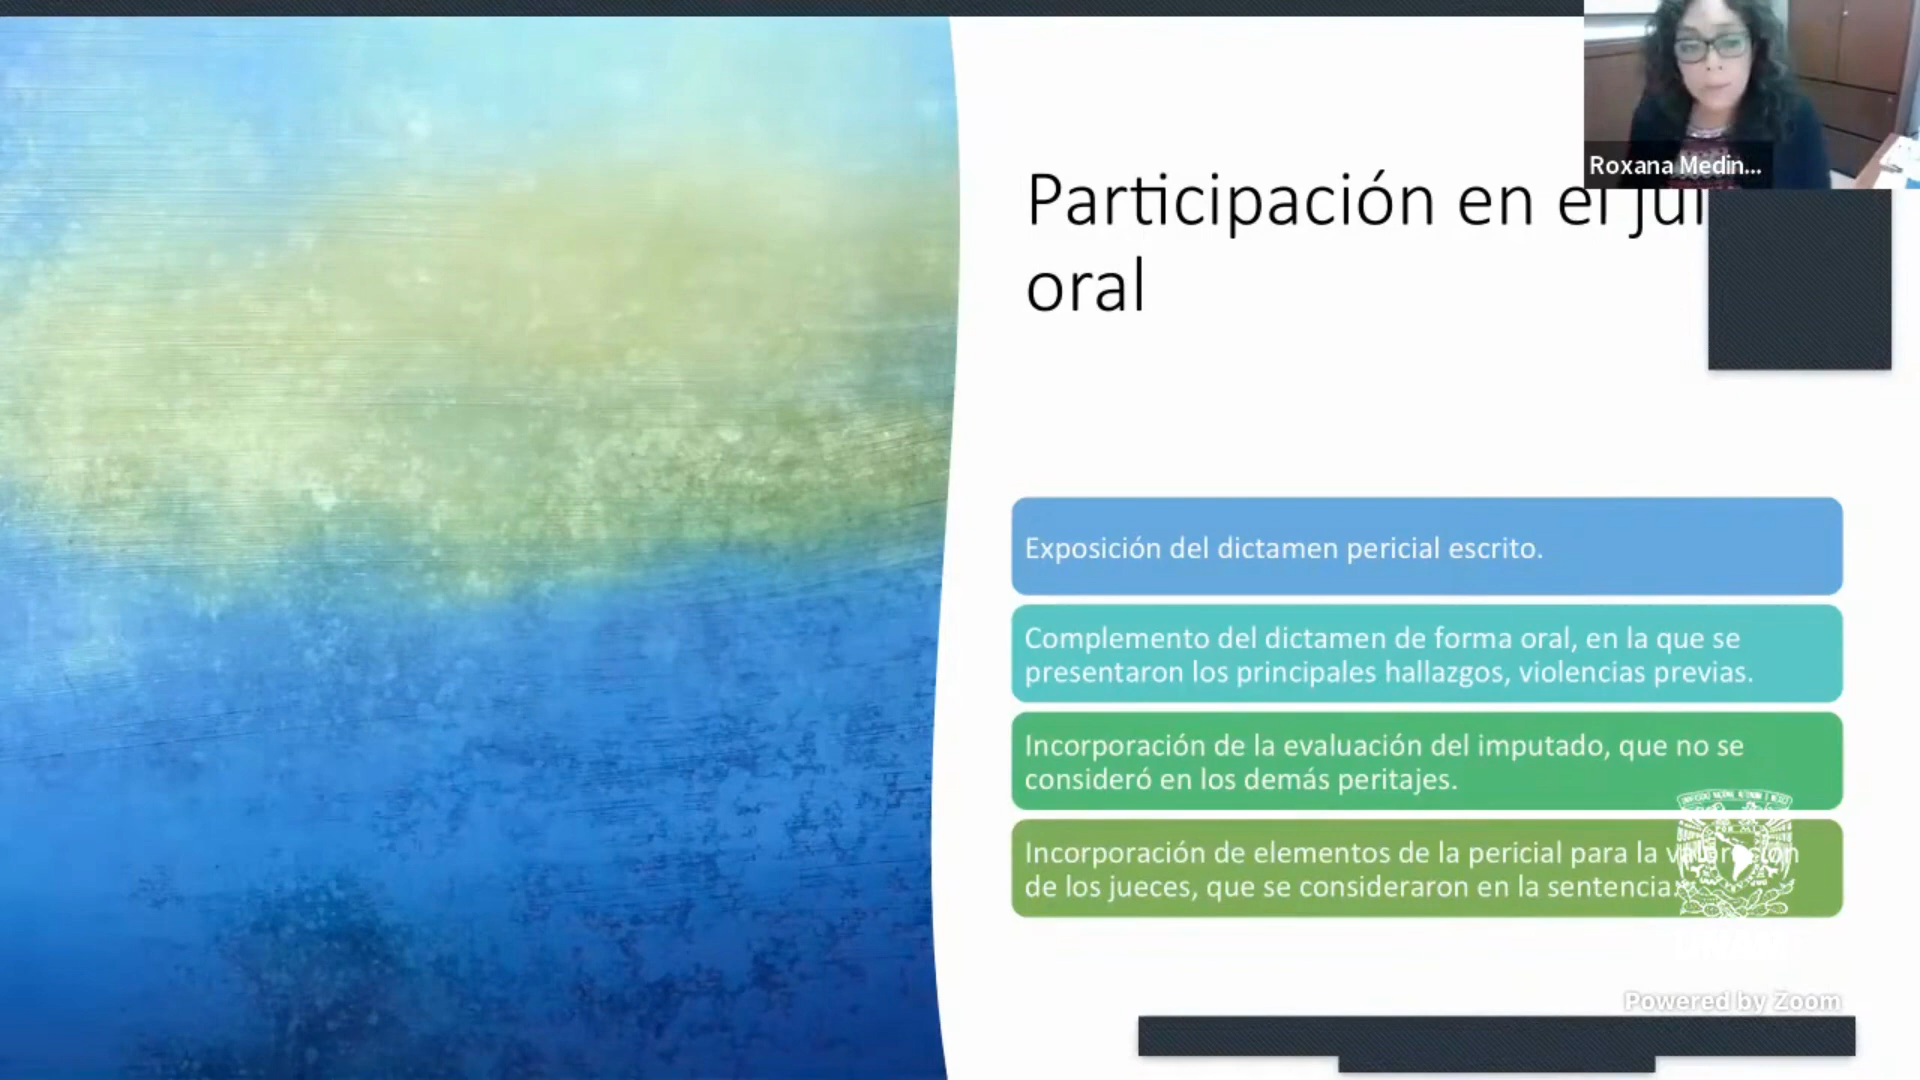 Roxana Medin...
Participación en el
oral
Exposición del dictamen pericial escrito.
Complemento del dictamen de forma oral, en la que se
presentaron los principales hallazgos, violencias previas.
Incorporación de la evaluación del imputado, que no se
consideró en los demás peritajes.
Incorporación de elementos de la pericial para la valoración
de los jueces, que se consideraron en la sentencia.
Powered by Zoom